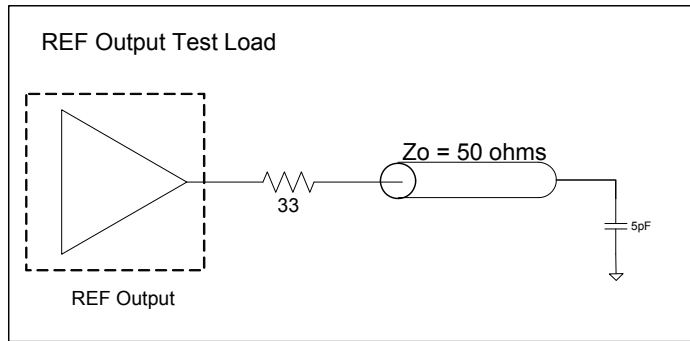 REF Output Test Load
Zo = 50 ohms
33
5pF
REF Output